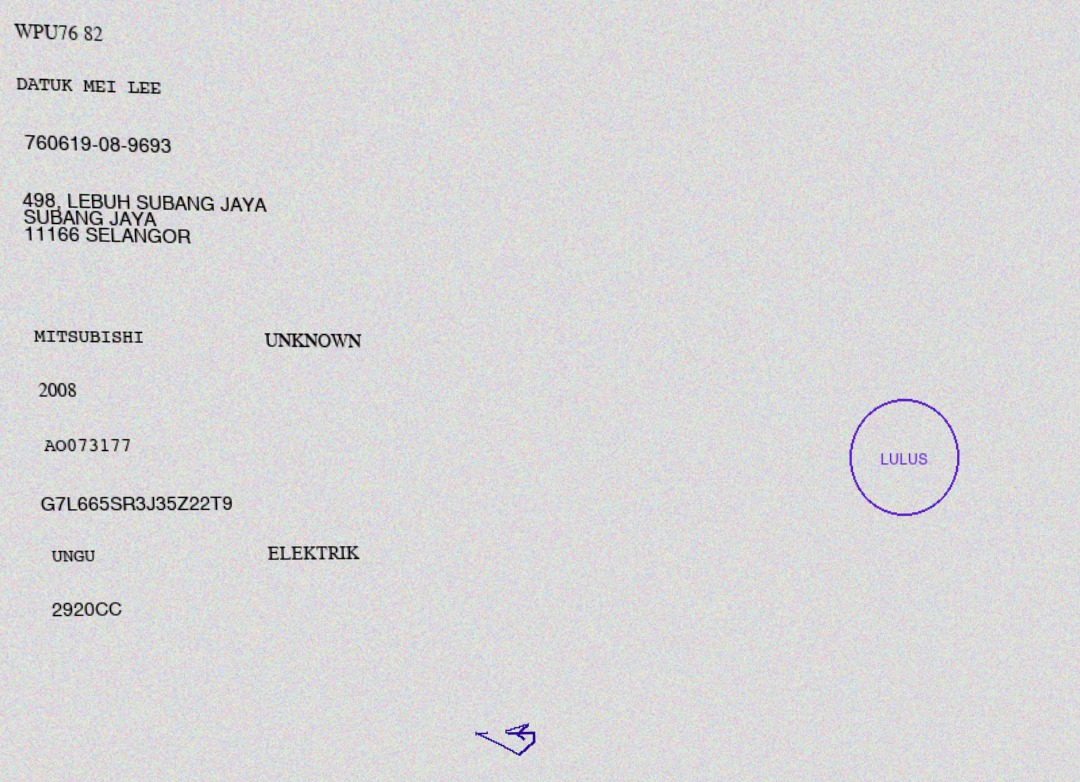 WPU76 82
DATUK MEI LEE
760619-08-9693
498, LEBUH SUBANG JAYA
SUBANG JAYA
11166 SELANGOR
MITSUBISHI UNKNOWN
2008
AO073177
LULUS
G7L665SR3J35Z22T9
UNGU ELEKTRIK
2920CC